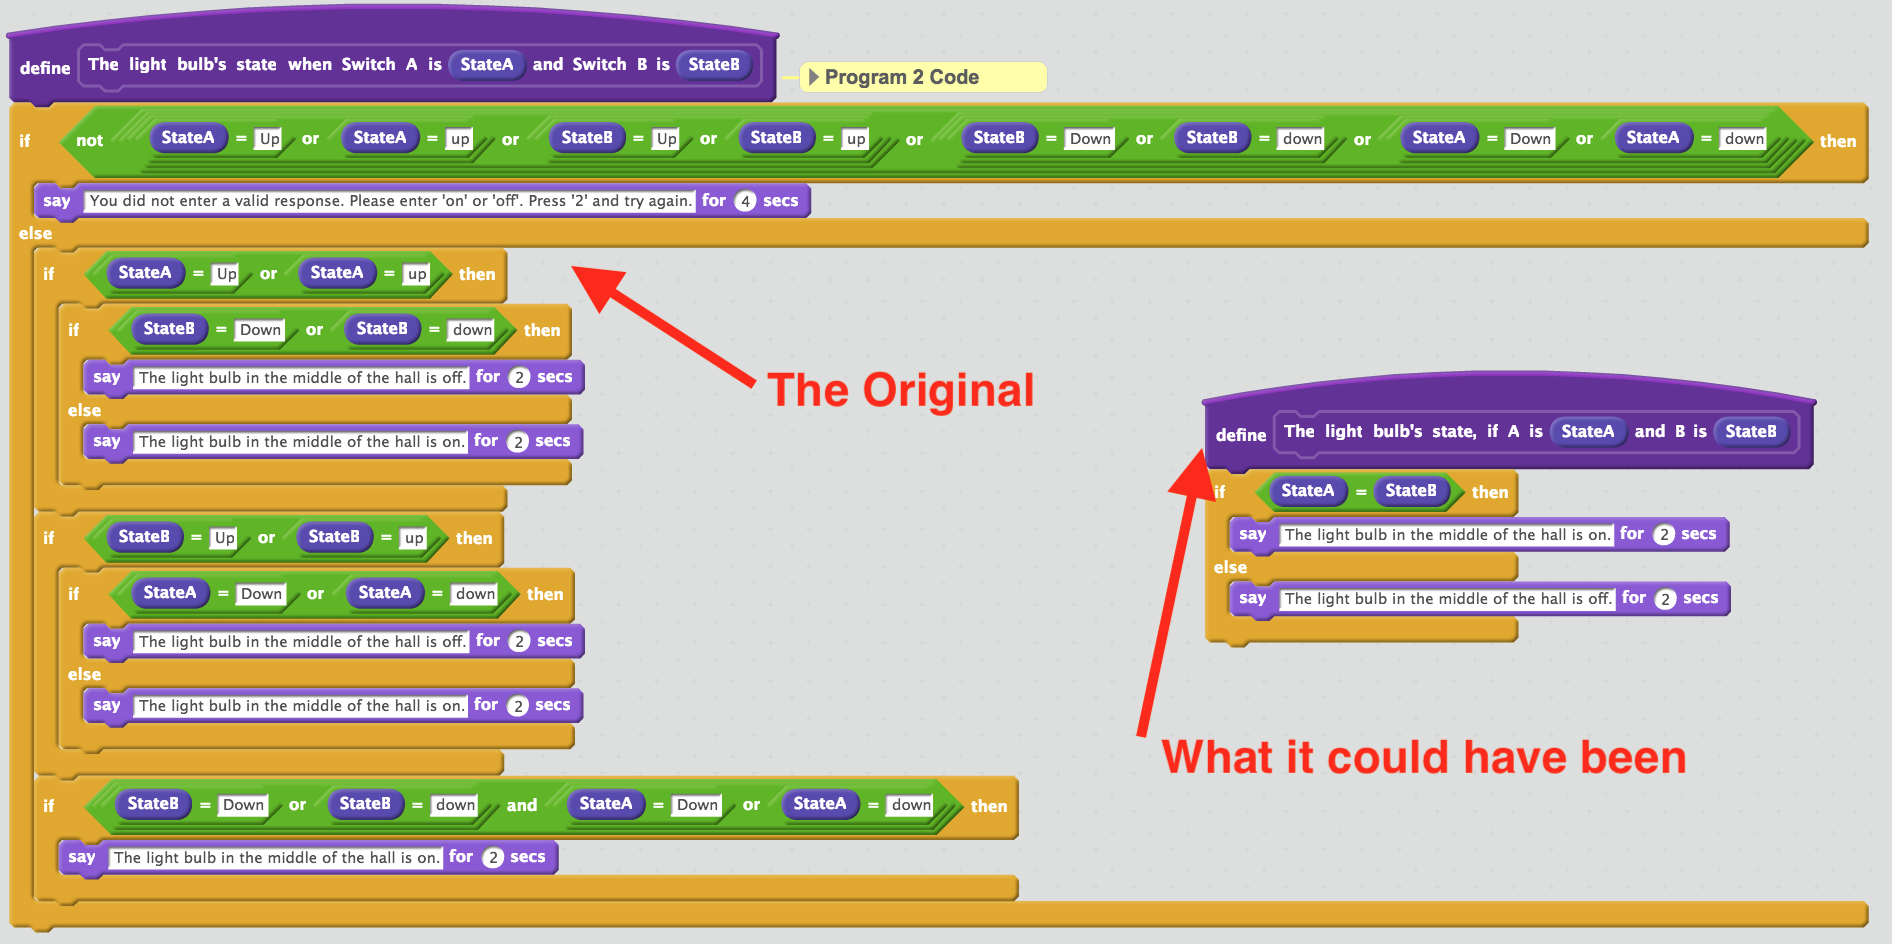 define The light bulb's state when Switch A is StateA and Switch B is StateB
Program 2 Code
if not StateA = Up or StateA = up or StateB = Up or StateB = up or StateB = Down or StateB = down or StateA = Down or StateA = down then
say You did not enter a valid response. Please enter 'on' or 'off'. Press '2' and try again. for 4 secs
else
if StateA = Up or StateA = up then
if StateB = Down or StateB = down then
say The light bulb in the middle of the hall is off. for 2 secs
else
say The light bulb in the middle of the hall is on. for 2 secs
if StateB = Up or StateB = up then
if StateA = Down or StateA = down then
say The light bulb in the middle of the hall is off. for 2 secs
else
say The light bulb in the middle of the hall is on. for 2 secs
if StateB = Down or StateB = down and StateA = Down or StateA = down then
say The light bulb in the middle of the hall is on. for 2 secs
The Original
define The light bulb's state, if A is StateA and B is StateB
if StateA = StateB then
say The light bulb in the middle of the hall is on. for 2 secs
else
say The light bulb in the middle of the hall is off. for 2 secs
What it could have been